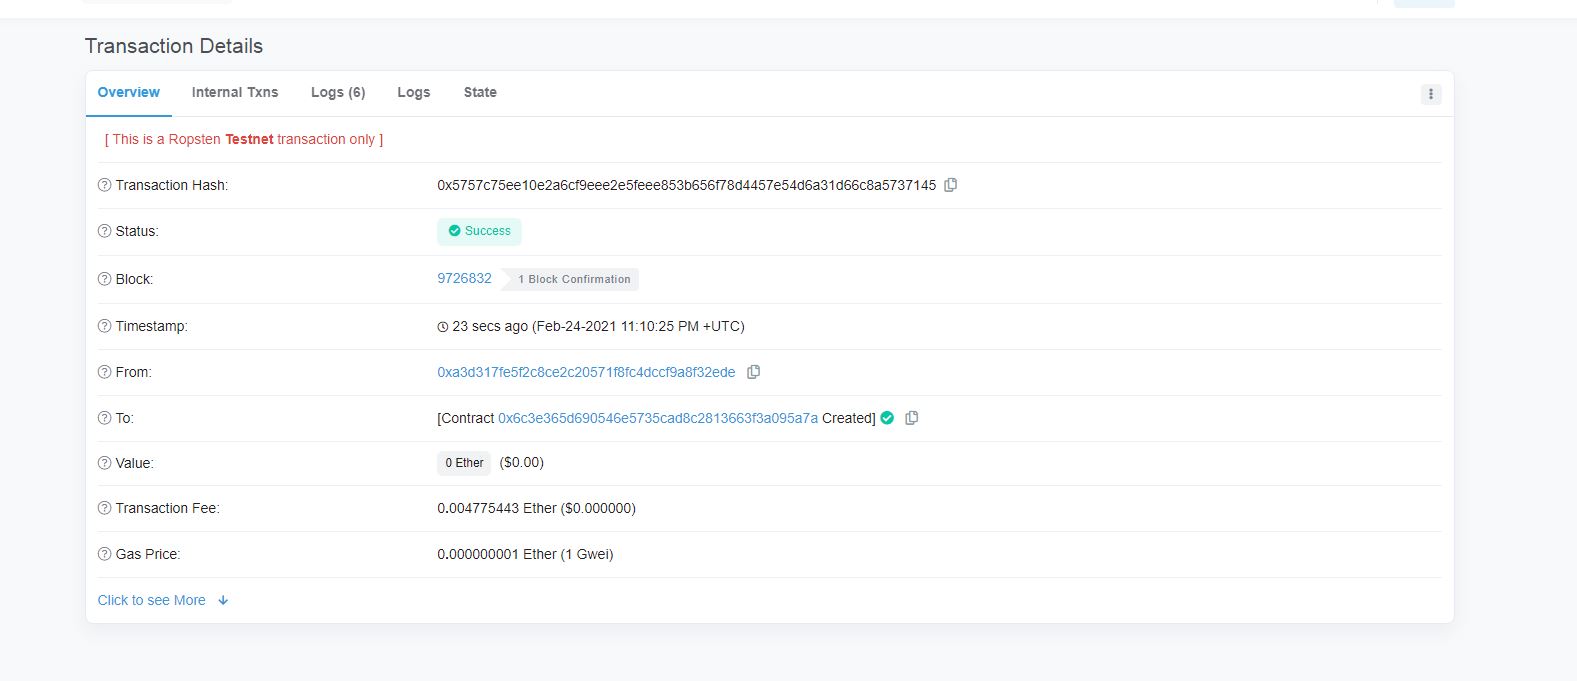 Transaction Details
Overview Internal Txns Logs (6) Logs State
[ This is a Ropsten Testnet transaction only ]
Transaction Hash: 0x5757c75ee10e2a6cf9eee2e5feee853b656f78d4457e54d6a31d66c8a5737145
Status: Success
Block: 9726832 1 Block Confirmation
Timestamp: 23 secs ago (Feb-24-2021 11:10:25 PM +UTC)
From: 0xa3d317fe5f2c8ce2c20571f8fc4dccf9a8f32ede
To: [Contract 0x6c3e365d690546e5735cad8c2813663f3a095a7a Created]
Value: 0 Ether ($0.00)
Transaction Fee: 0.004775443 Ether ($0.000000)
Gas Price: 0.000000001 Ether (1 Gwei)
Click to see More